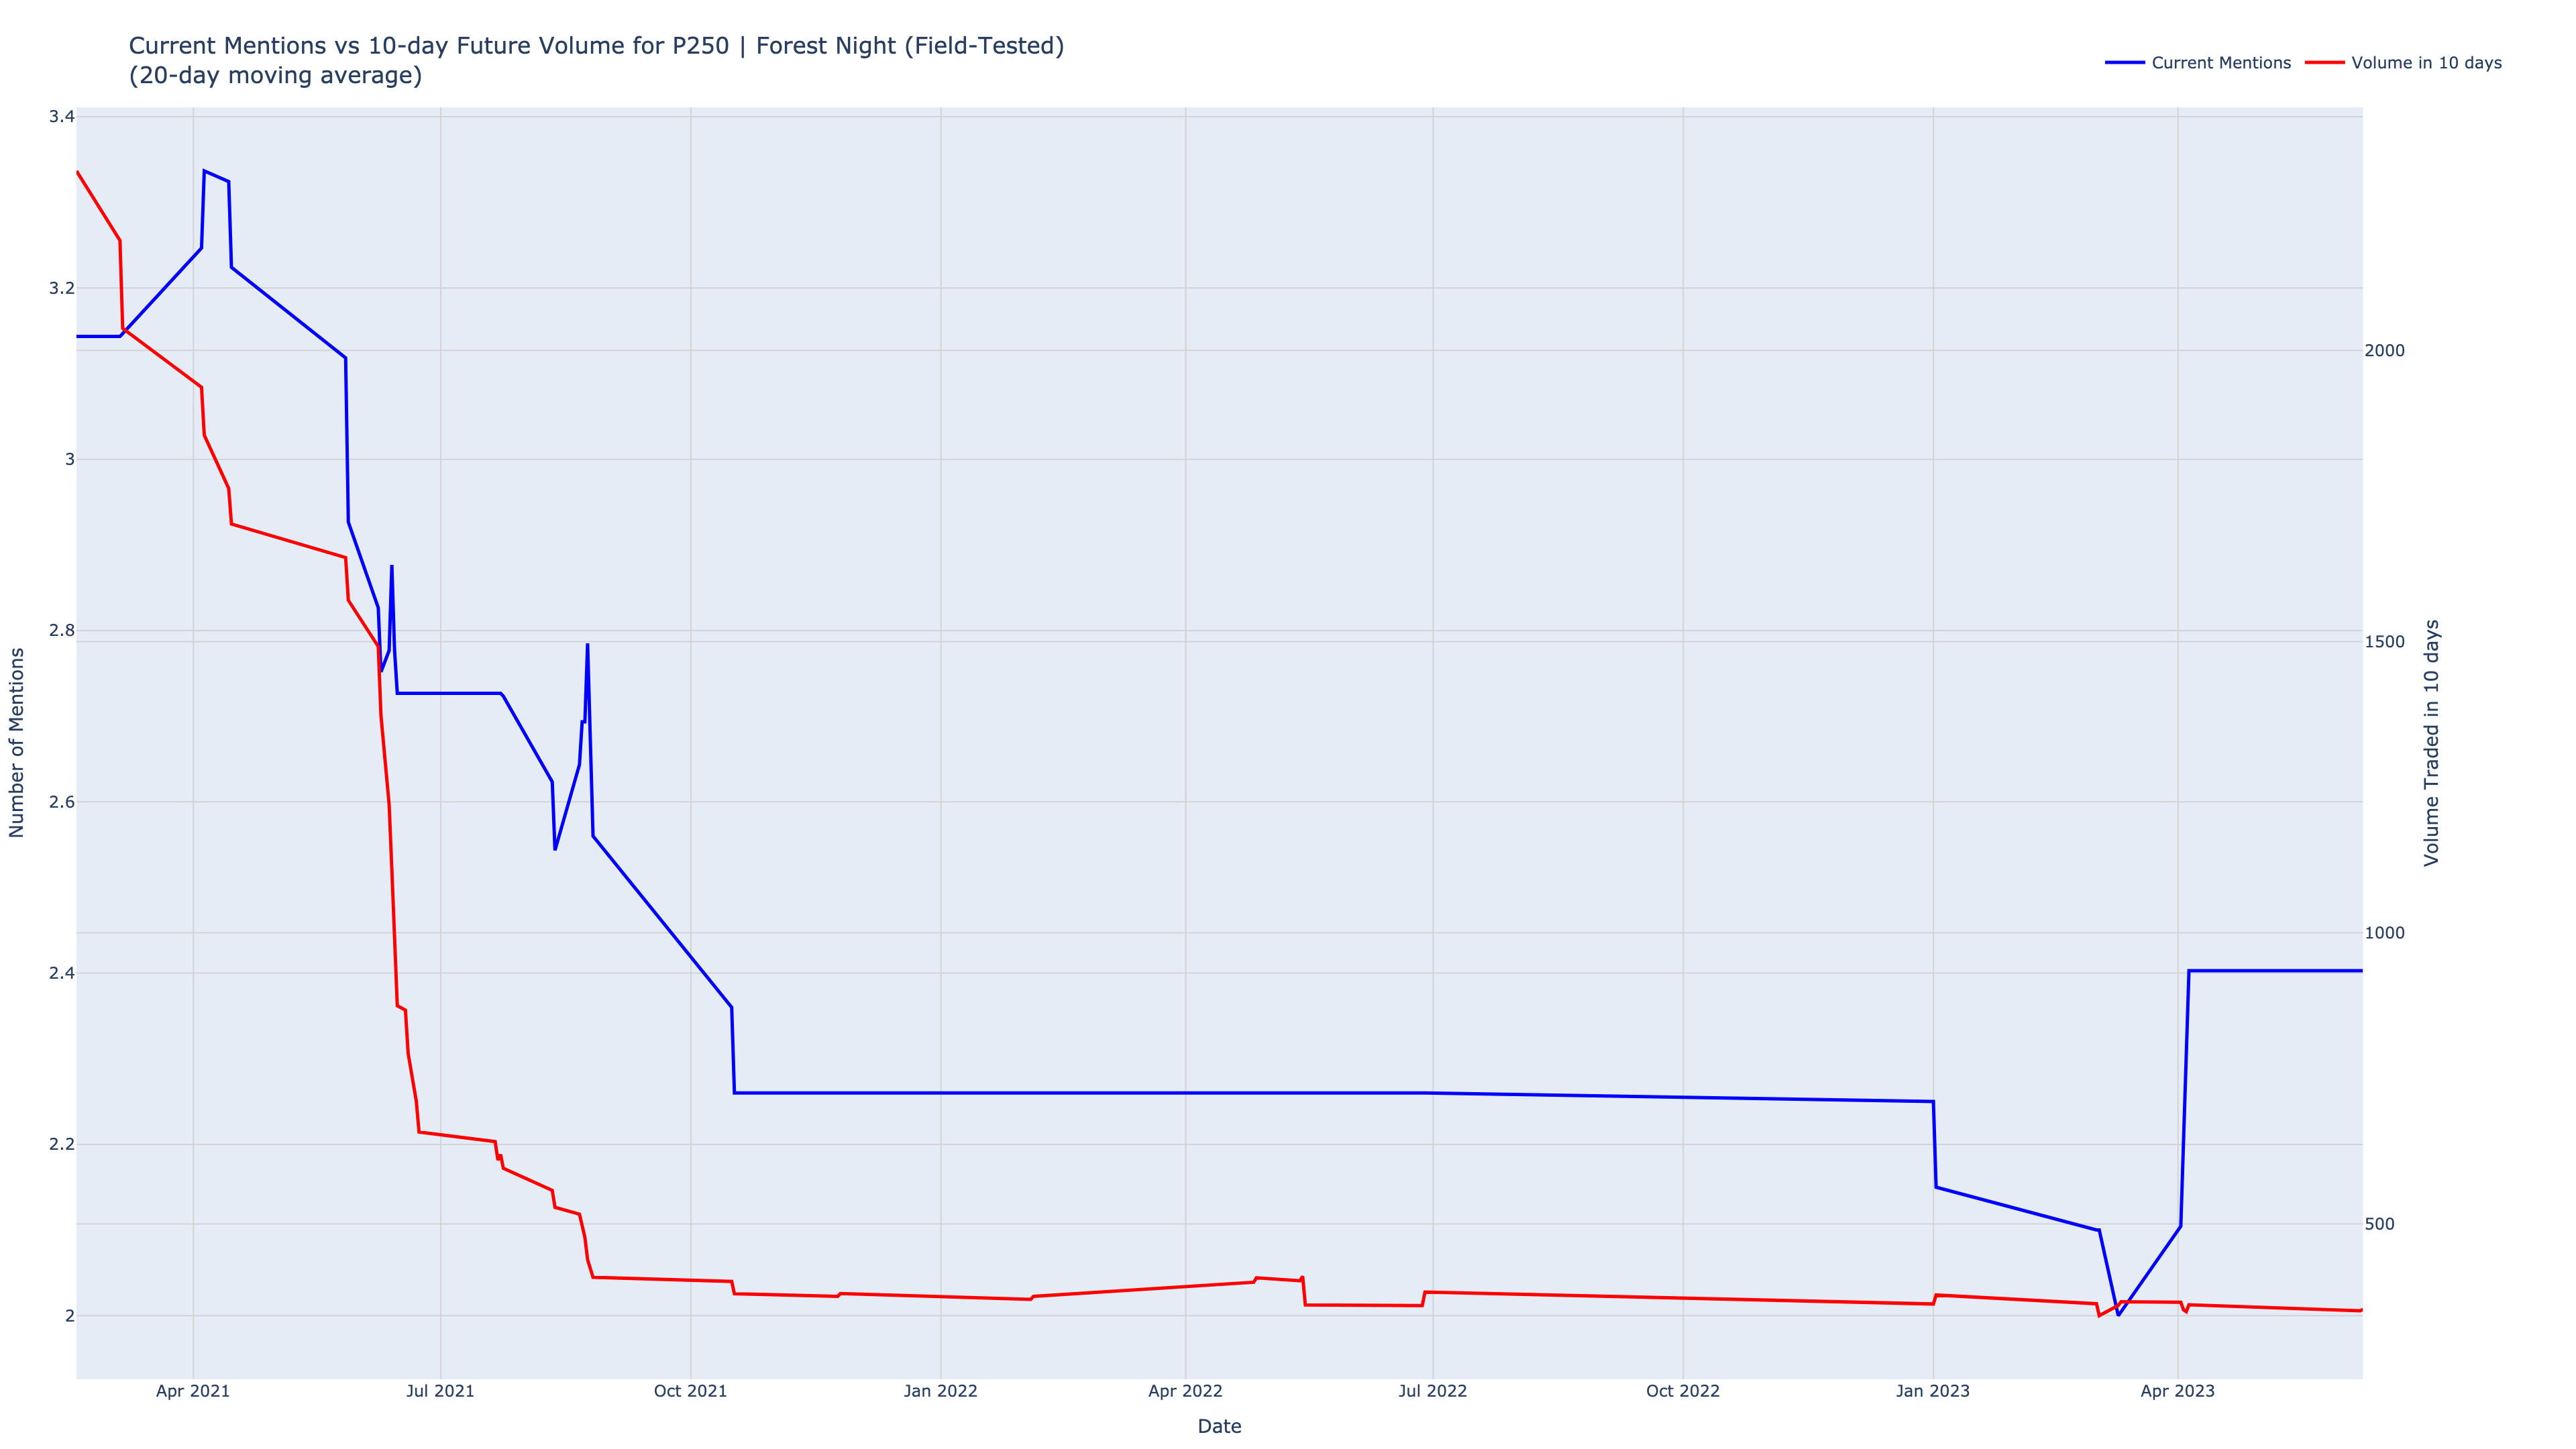 Current Mentions vs 10-day Future Volume for P250 | Forest Night (Field-Tested)
(20-day moving average)
Current Mentions
Volume in 10 days
3.4
3.2
3
2.8
2.6
2.4
2.2
2
Number of Mentions
2000
1500
1000
500
Volume Traded in 10 days
Apr 2021
Jul 2021
Oct 2021
Jan 2022
Apr 2022
Jul 2022
Oct 2022
Jan 2023
Apr 2023
Date